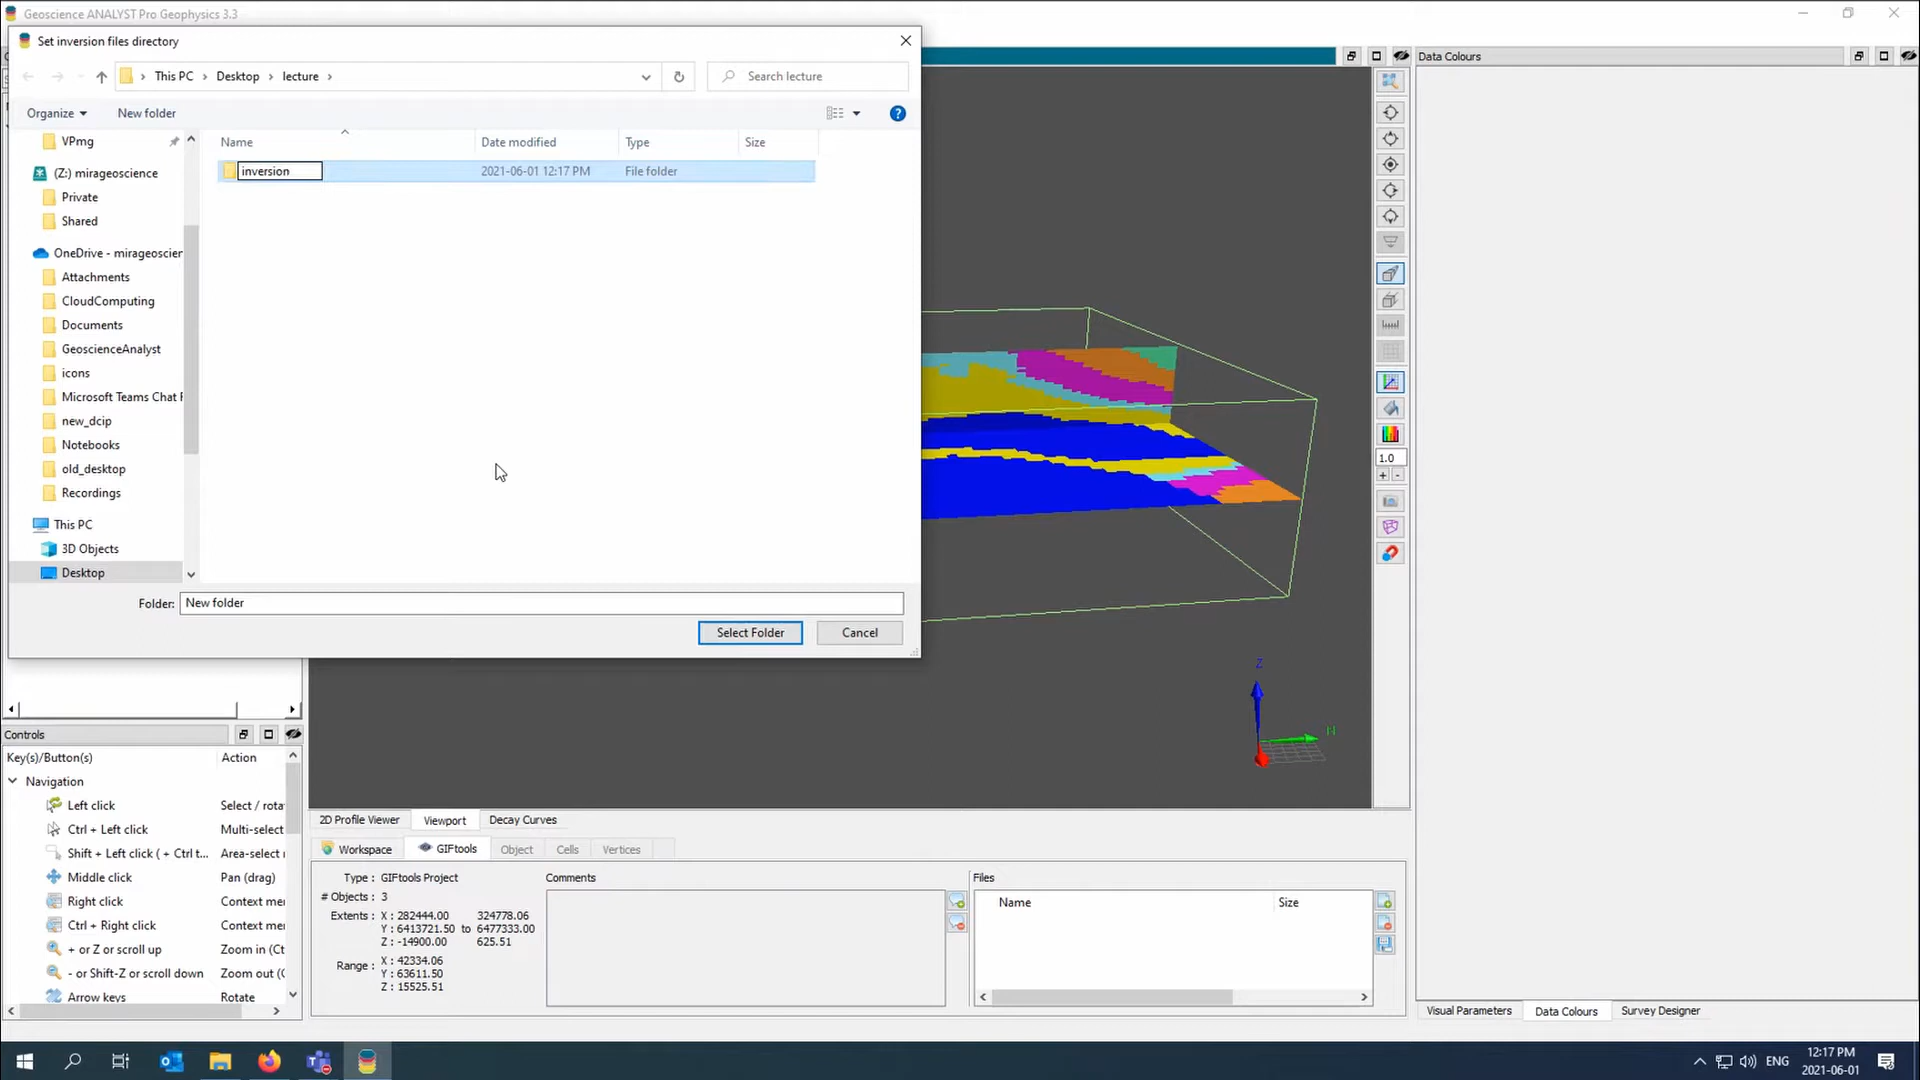 Geoscience ANALYST Pro Geophysics 3.3
Set inversion files directory
This PC Desktop lecture
Search lecture
Organize New folder
Name Date modified Type Size
inversion 2021-06-01 12:17 PM File folder
VPmg
(Z:) mirageoscience
Private
Shared
OneDrive - mirageoscien
Attachments
CloudComputing
Documents
GeoscienceAnalyst
icons
Microsoft Teams Chat F
new_dcip
Notebooks
old_desktop
Recordings
This PC
3D Objects
Desktop
Folder: New folder
Select Folder Cancel
Data Colours
1.0
+ -
Z
N
Controls
Key(s)/Button(s) Action
Navigation
Left click Select / rota
Ctrl + Left click Multi-select
Shift + Left click ( + Ctrl t... Area-select
Middle click Pan (drag)
Right click Context me
Ctrl + Right click Context me
+ or Z or scroll up Zoom in (Ct
- or Shift-Z or scroll down Zoom out (C
Arrow keys Rotate
2D Profile Viewer Viewport Decay Curves
Workspace GIFtools Object Cells Vertices
Type : GIFtools Project
# Objects : 3
Extents : X : 282444.00 324778.06
Y : 6413721.50 to 6477333.00
Z : -14900.00 625.51
Range : X : 42334.06
Y : 63611.50
Z : 15525.51
Comments
Files
Name Size
Visual Parameters Data Colours Survey Designer
ENG
12:17 PM
2021-06-01